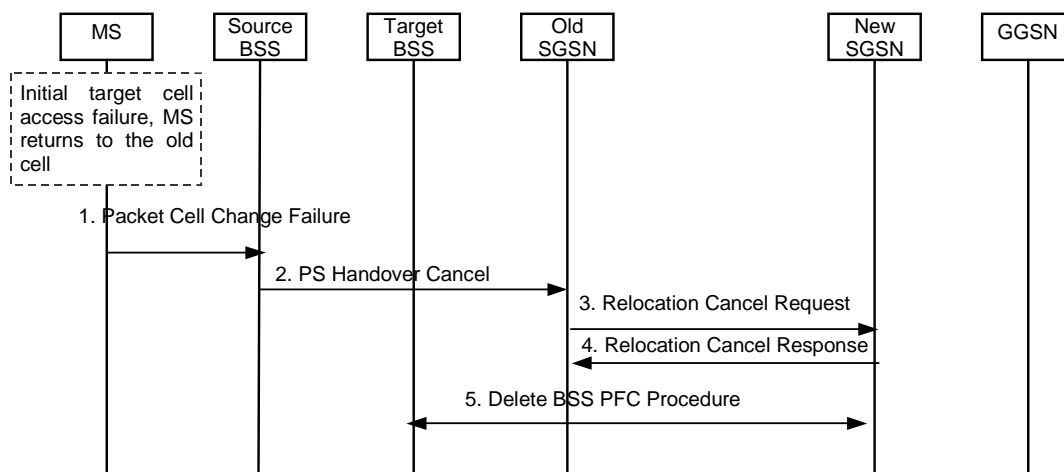 MS
Source
BSS
Target
BSS
Old
SGSN
New
SGSN
GGSN
Initial target cell
access failure, MS
returns to the old
cell
1. Packet Cell Change Failure
2. PS Handover Cancel
3. Relocation Cancel Request
4. Relocation Cancel Response
5. Delete BSS PFC Procedure